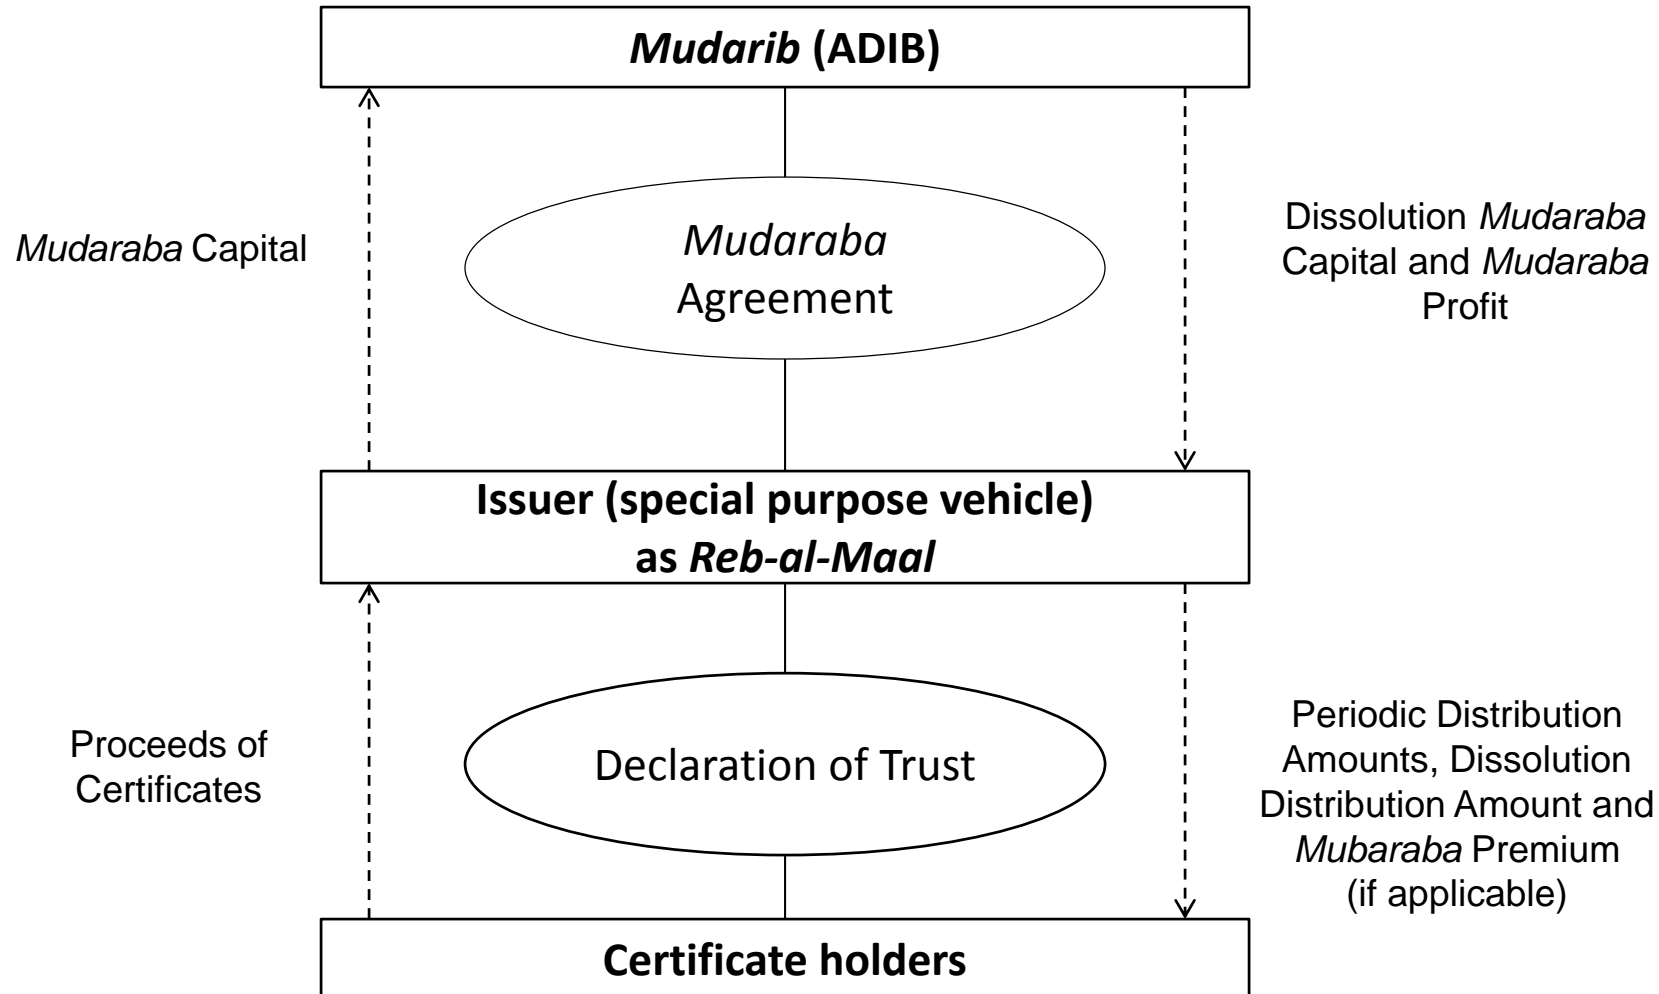 Mudarib (ADIB)
Mudaraba Capital
Mudaraba
Agreement
Dissolution Mudaraba
Capital and Mudaraba
Profit
Issuer (special purpose vehicle)
as Reb-al-Maal
Proceeds of
Certificates
Declaration of Trust
Periodic Distribution
Amounts, Dissolution
Distribution Amount and
Mubaraba Premium
(if applicable)
Certificate holders